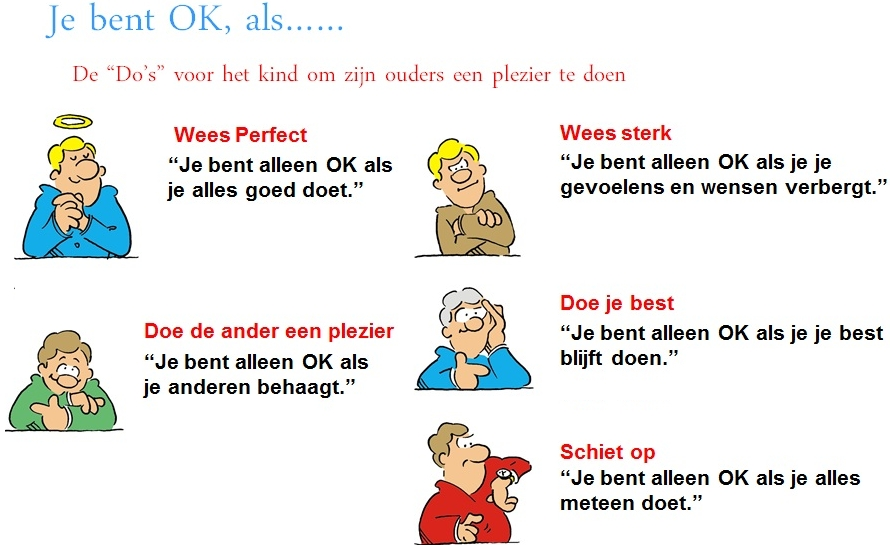 Je bent OK, als......
De “Do’s” voor het kind om zijn ouders een plezier te doen
Wees Perfect
“Je bent alleen OK als
je alles goed doet.”
Wees sterk
“Je bent alleen OK als je je
gevoelens en wensen verbergt.”
Doe de ander een plezier
“Je bent alleen OK als
je anderen behaagt.”
Doe je best
“Je bent alleen OK als je je best
blijft doen.”
Schiet op
“Je bent alleen OK als je alles
meteen doet.”